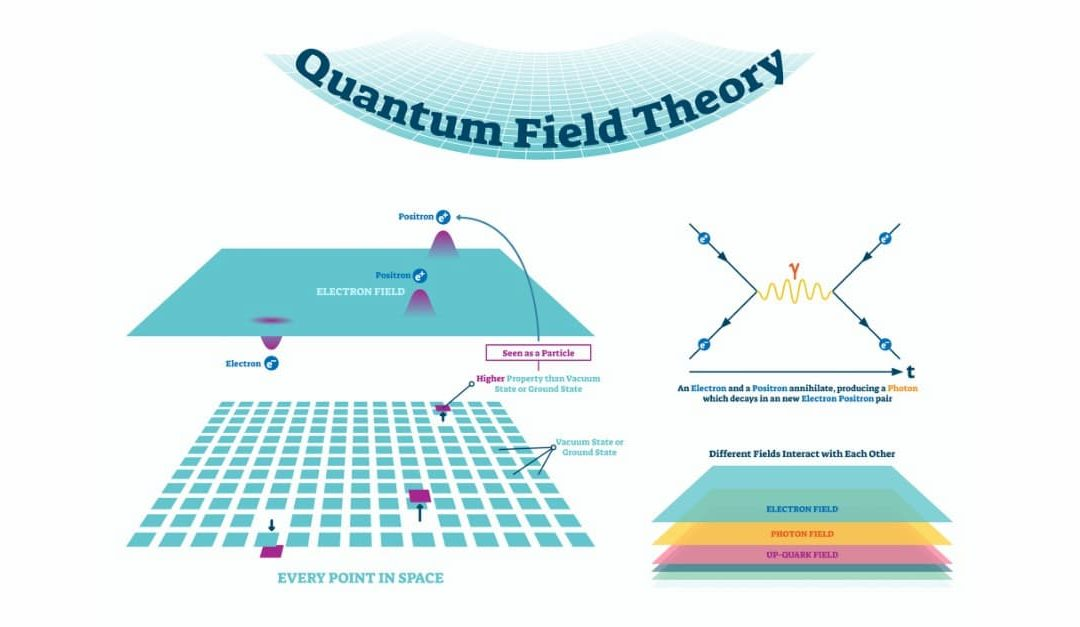 Quantum Field Theory
Positron e+
Positron e+
ELECTRON FIELD
Electron e-
Seen as a Particle
Higher Property than Vacuum
State or Ground State
Vacuum State or
Ground State
EVERY POINT IN SPACE
e+
e+
γ
e-
e-
t
An Electron and a Positron annihilate, producing a Photon
which decays in an new Electron Positron pair
Different Fields Interact with Each Other
ELECTRON FIELD
PHOTON FIELD
UP-QUARK FIELD